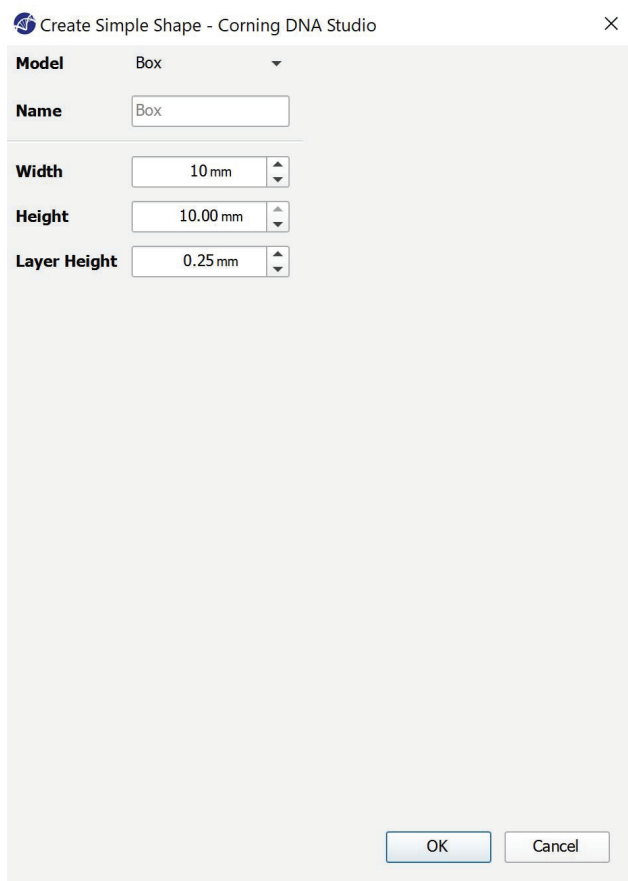 Create Simple Shape - Corning DNA Studio
Model Box
Name Box
Width 10 mm
Height 10.00 mm
Layer Height 0.25 mm
OK Cancel